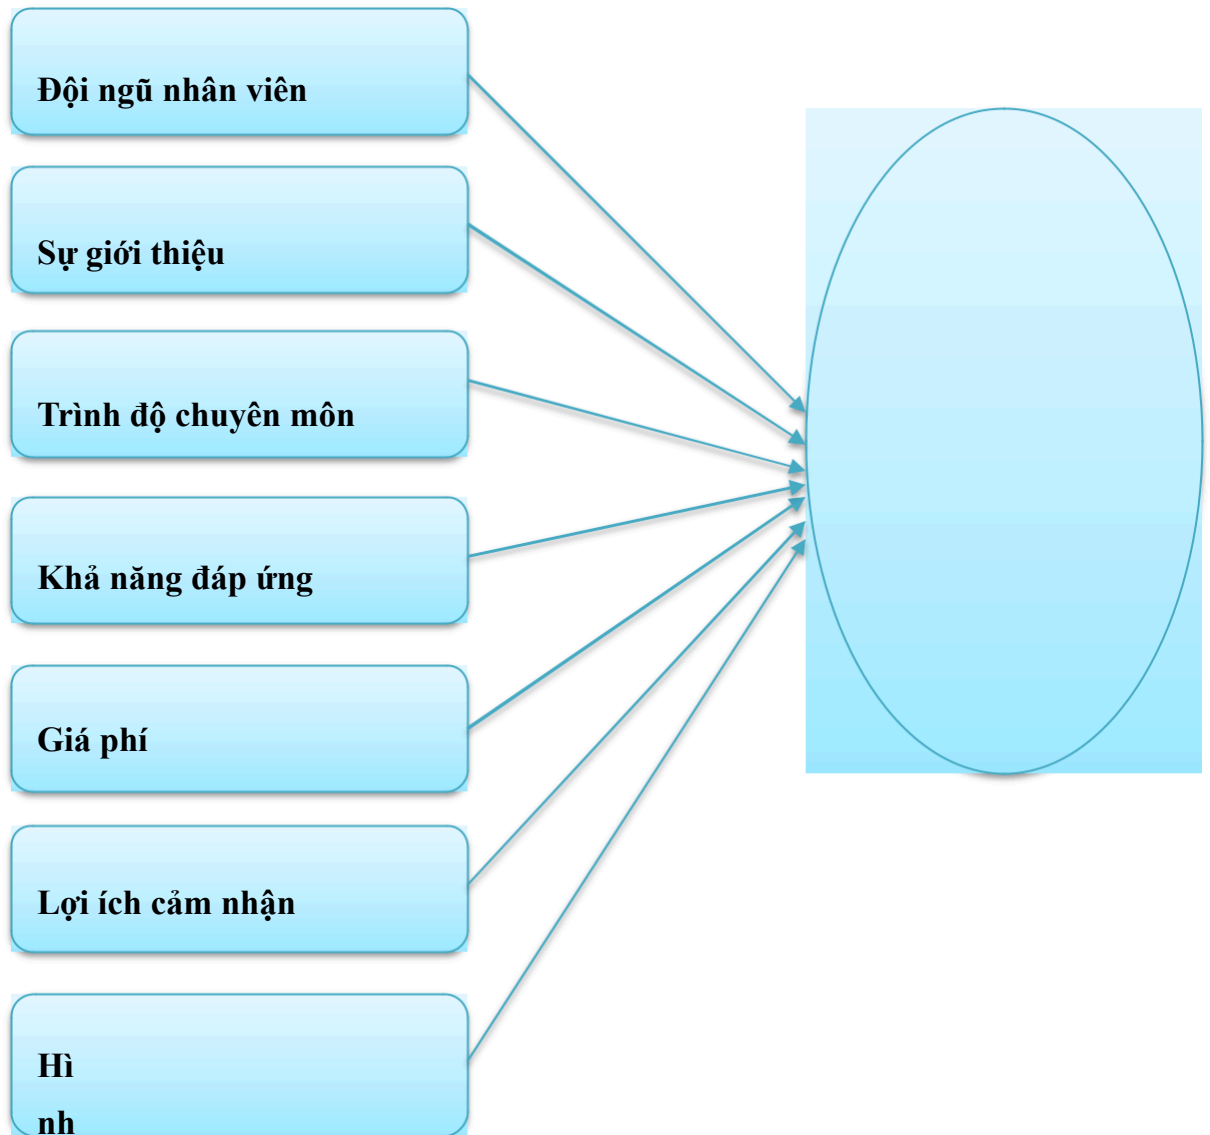 Đội ngũ nhân viên
Sự giới thiệu
Trình độ chuyên môn
Khả năng đáp ứng
Giá phí
Lợi ích cảm nhận
Hì
nh